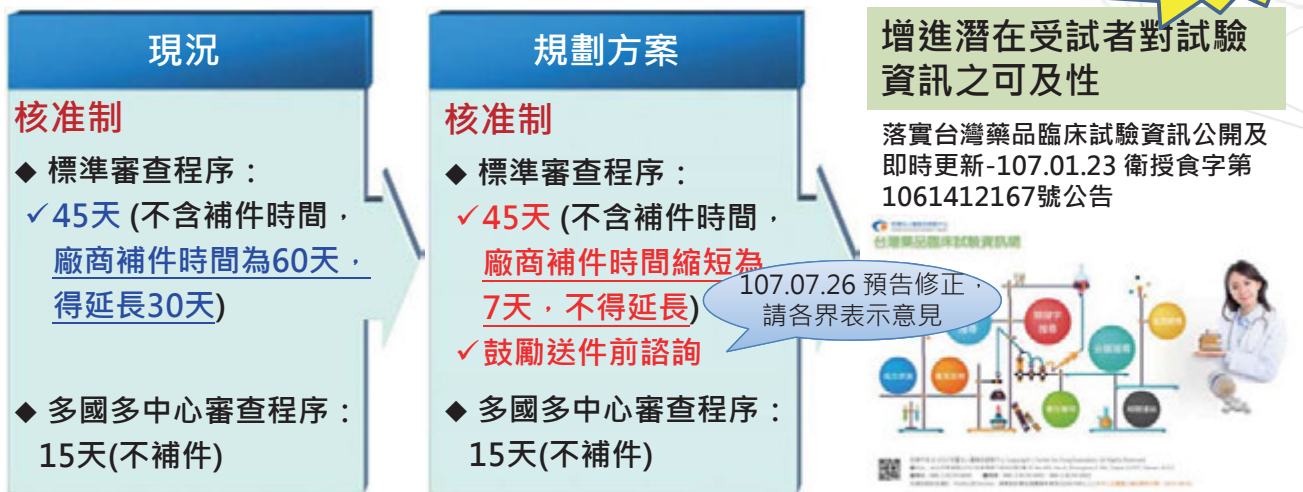 現況
核准制
◆ 標準審查程序：
✓45天 (不含補件時間，
廠商補件時間為60天，
得延長30天)
◆ 多國多中心審查程序：
15天(不補件)
規劃方案
核准制
◆ 標準審查程序：
✓45天 (不含補件時間，
廠商補件時間縮短為
7天，不得延長)
✓鼓勵送件前諮詢
◆ 多國多中心審查程序：
15天(不補件)
107.07.26 預告修正，
請各界表示意見
增進潛在受試者對試驗
資訊之可及性
落實台灣藥品臨床試驗資訊公開及
即時更新-107.01.23 衛授食字第
1061412167號公告
台灣藥品臨床試驗資訊網